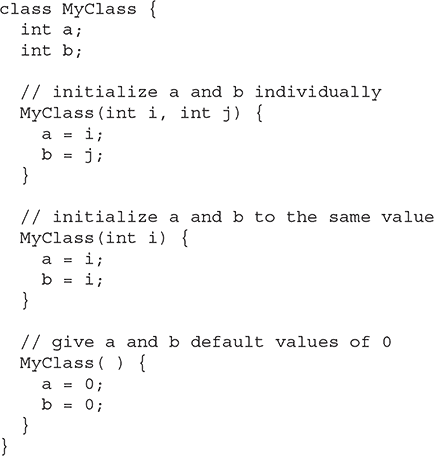 class MyClass {
  int a;
  int b;

  // initialize a and b individually
  MyClass(int i, int j) {
    a = i;
    b = j;
  }

  // initialize a and b to the same value
  MyClass(int i) {
    a = i;
    b = i;
  }

  // give a and b default values of 0
  MyClass( ) {
    a = 0;
    b = 0;
  }
}